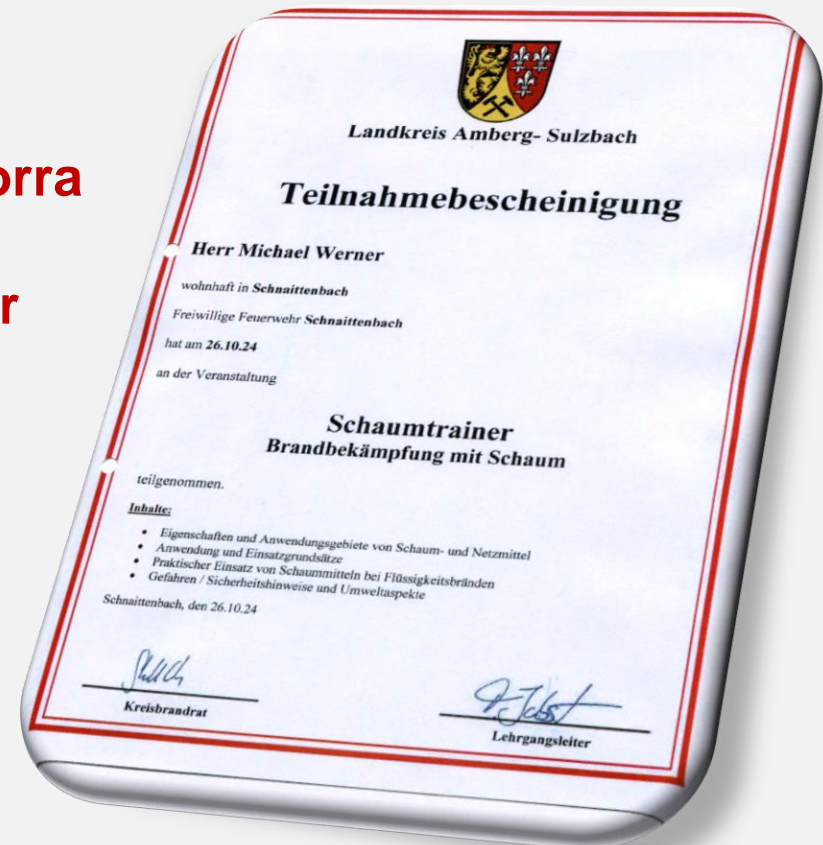 orra
r
Landkreis Amberg- Sulzbach
Teilnahmebescheinigung
Herr Michael Werner
wohnhaft in Schnaittenbach
Freiwillige Feuerwehr Schnaittenbach
hat am 26.10.24
an der Veranstaltung
Schaumtrainer
Brandbekämpfung mit Schaum
teilgenommen.
Inhalte:
• Eigenschaften und Anwendungsgebiete von Schaum- und Netzmittel
• Anwendung und Einsatzgrundsätze
• Praktischer Einsatz von Schaummitteln bei Flüssigkeitsbränden
• Gefahren / Sicherheitshinweise und Umweltaspekte
Schnaittenbach, den 26.10.24
Kreisbrandrat
Lehrgangsleiter